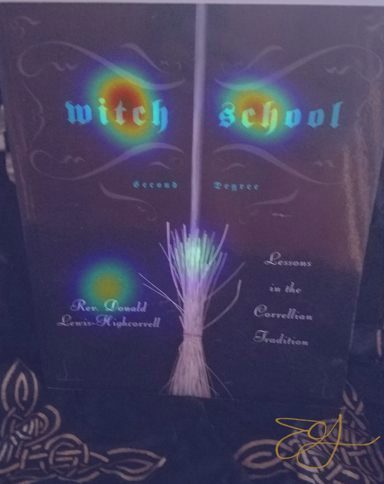 witch school
Second Degree
Lessons
in the
Correllian
Tradition
Rev. Donald
Lewis-Highcorrell